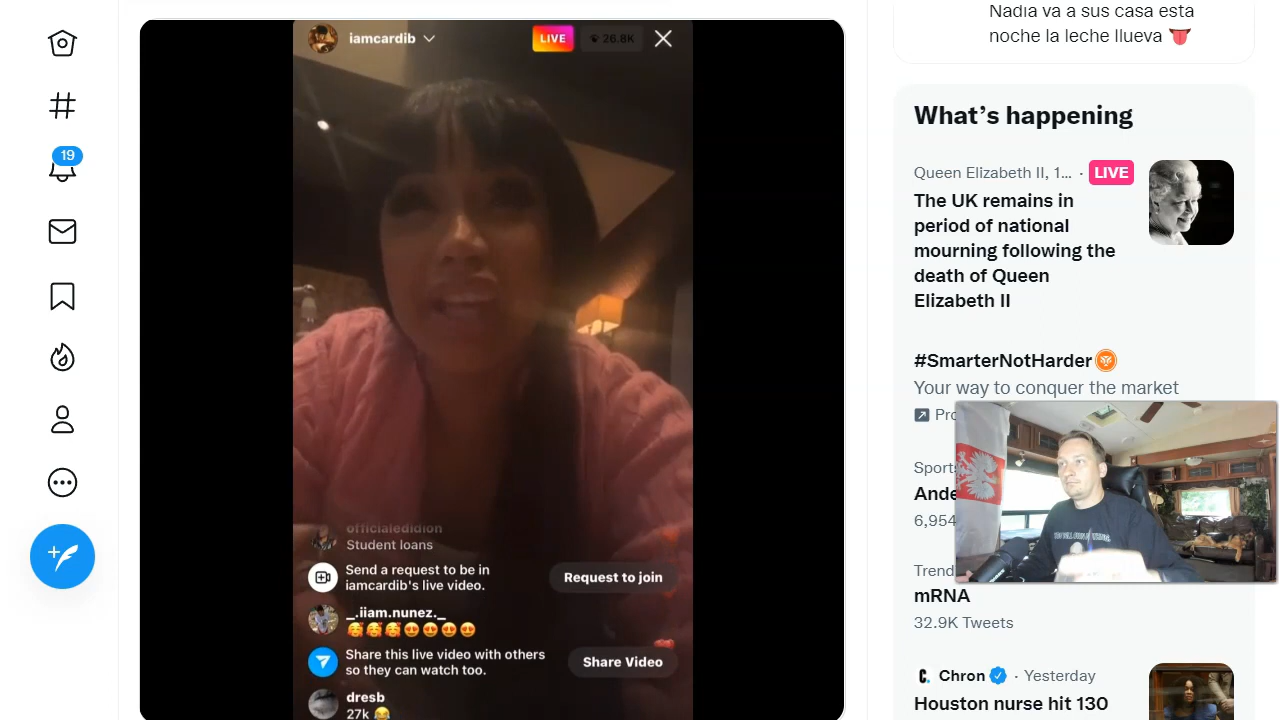 iamcardib
LIVE
26.8K
officialedidion
Student loans
Send a request to be in
iamcardib's live video.
Request to join
_.iiam.nunez._
🥰🥰🥰😍😍😍😍
Share this live video with others
so they can watch too.
Share Video
dresb
27k 😂
19
Nadia va a sus casa esta
noche la leche llueva 👅
What’s happening
Queen Elizabeth II, 1... · LIVE
The UK remains in
period of national
mourning following the
death of Queen
Elizabeth II
#SmarterNotHarder
Your way to conquer the market
Pro
Sport
Ande
6,954
Trend
mRNA
32.9K Tweets
Chron · Yesterday
Houston nurse hit 130